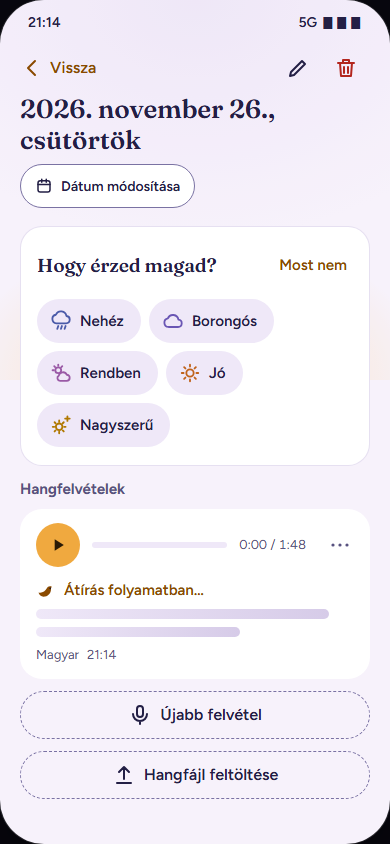 21:14
5G
Vissza
2026. november 26.,
csütörtök
Dátum módosítása
Hogy érzed magad?
Most nem
Nehéz
Borongós
Rendben
Jó
Nagyszerű
Hangfelvételek
0:00 / 1:48
Átírás folyamatban…
Magyar 21:14
Újabb felvétel
Hangfájl feltöltése